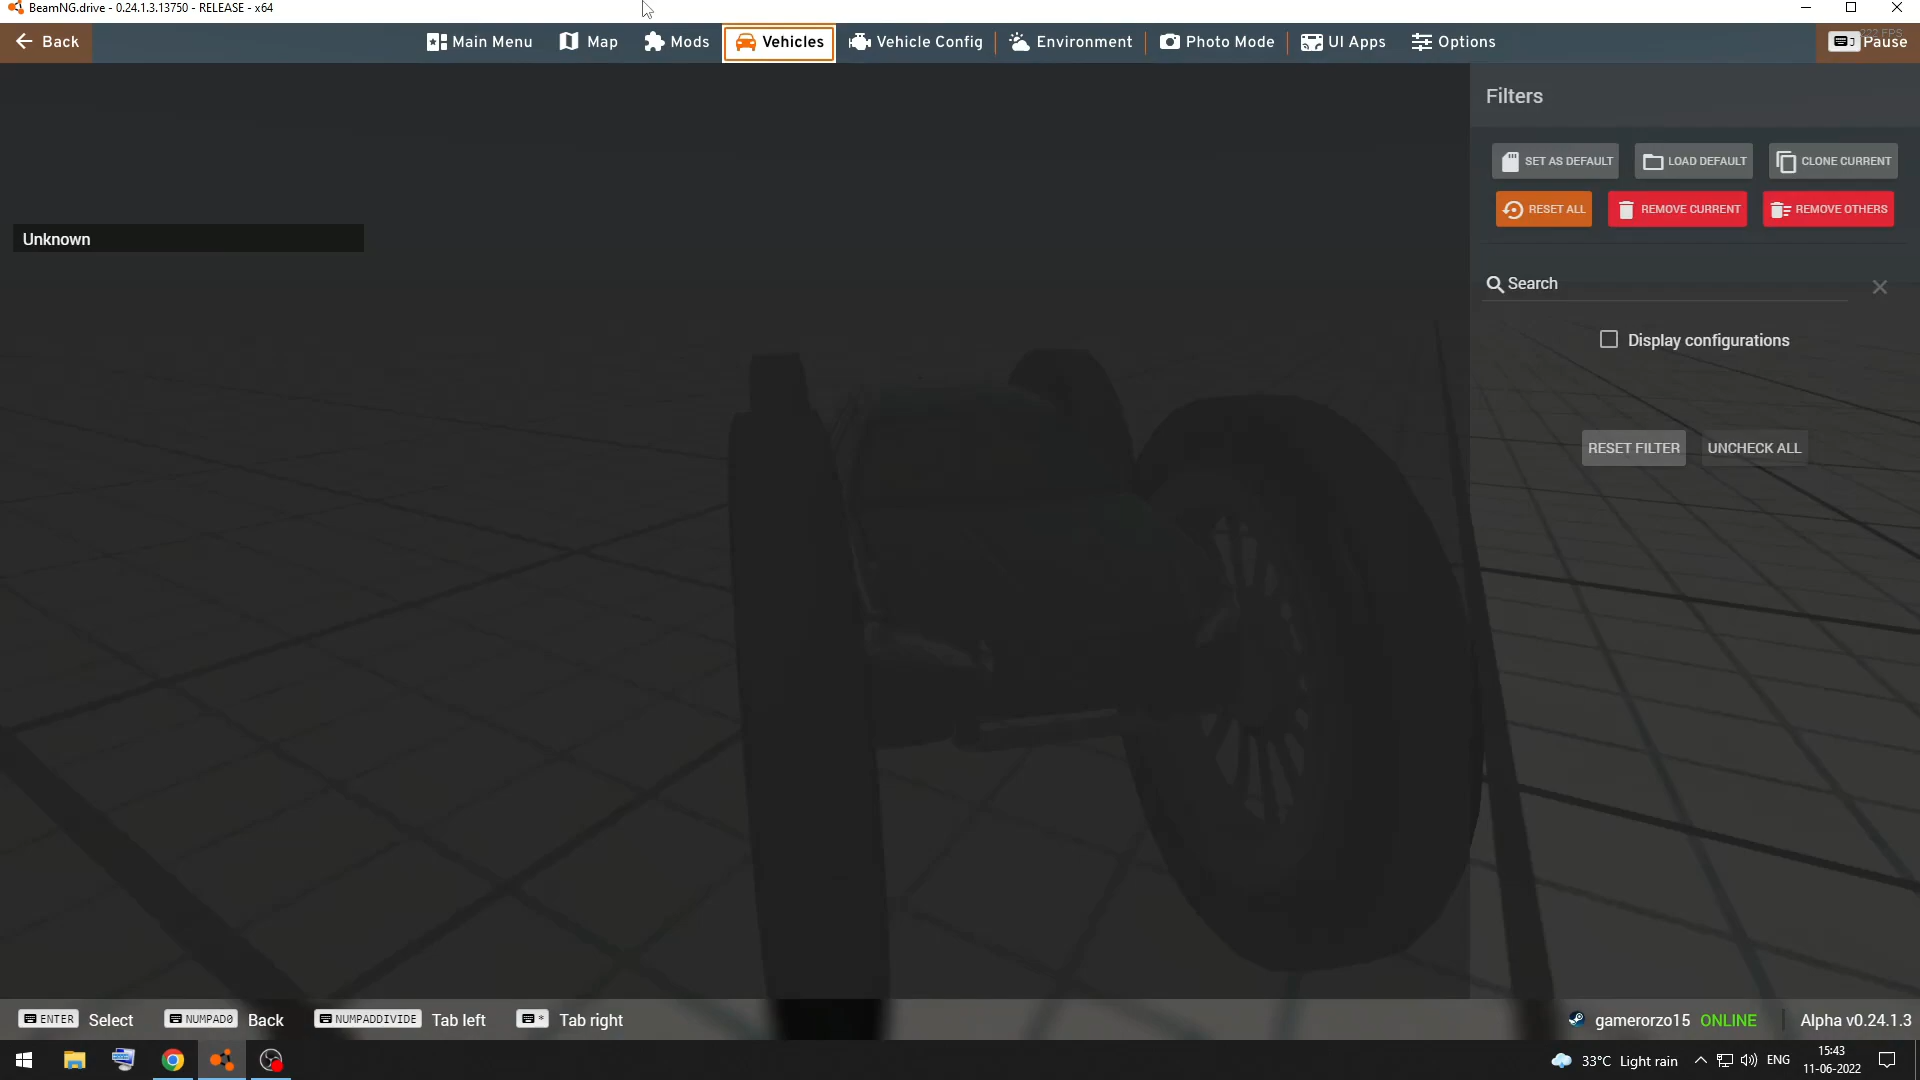 BeamNG.drive - 0.24.1.3.13750 - RELEASE - x64
Back
Main Menu
Map
Mods
Vehicles
Vehicle Config
Environment
Photo Mode
UI Apps
Options
222 FPS
J Pause
Filters
SET AS DEFAULT
LOAD DEFAULT
CLONE CURRENT
RESET ALL
REMOVE CURRENT
REMOVE OTHERS
Unknown
Search
Display configurations
RESET FILTER
UNCHECK ALL
ENTER Select
NUMPAD0 Back
NUMPADDIVIDE Tab left
* Tab right
gamerorzo15 ONLINE
Alpha v0.24.1.3
33°C Light rain
ENG
15:43
11-06-2022